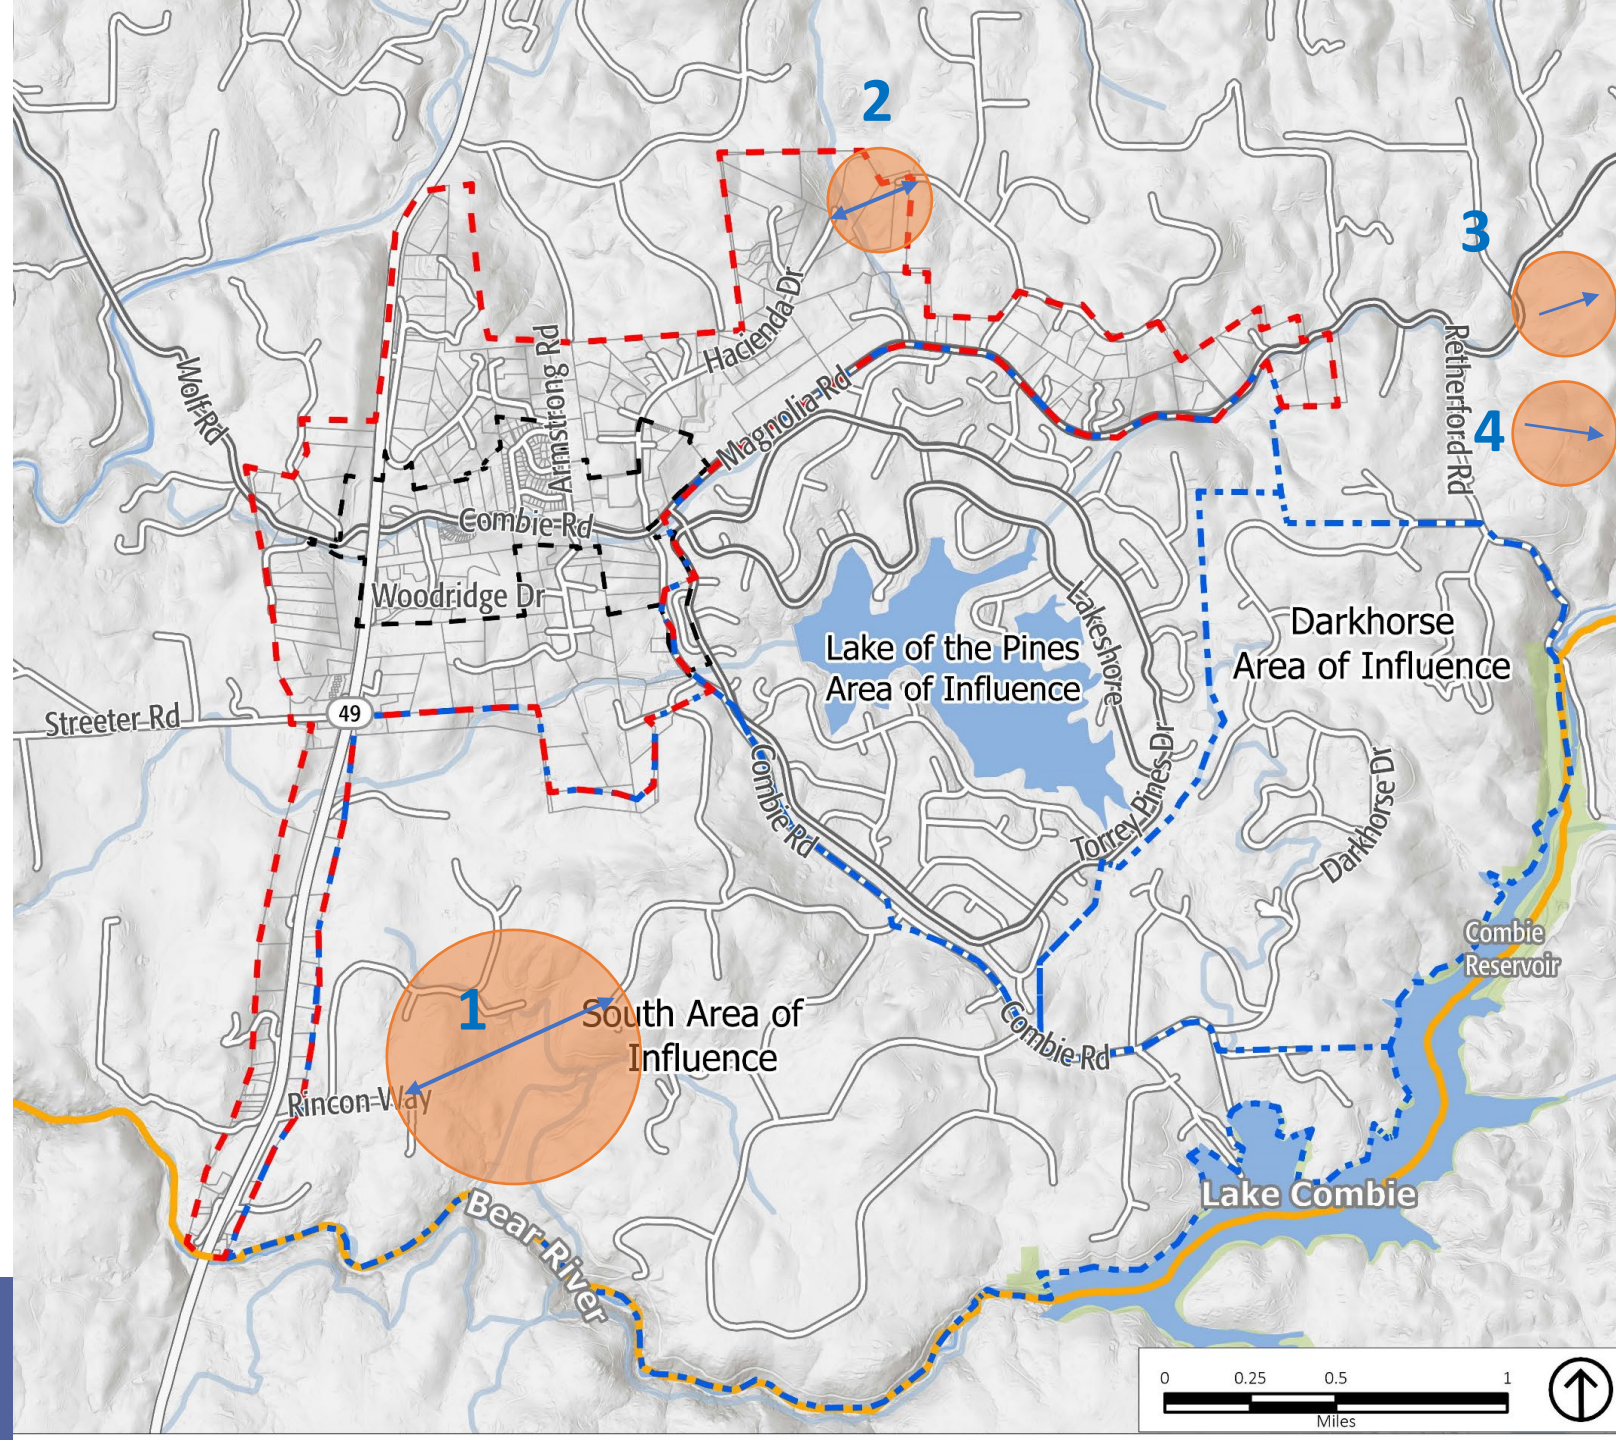 2
3
Hacienda Dr
Retherford Rd
Wolf Rd
Armstrong Rd
Magnolia Rd
4
Combie Rd
Woodridge Dr
Lakeshore
Darkhorse
Area of Influence
Lake of the Pines
Area of Influence
Streeter Rd
49
Combie Rd
Torrey Pines Dr
Darkhorse Dr
Combie
Reservoir
1
South Area of
Influence
Combie Rd
Rincon Way
Lake Combie
Bear River
0 0.25 0.5 1
Miles